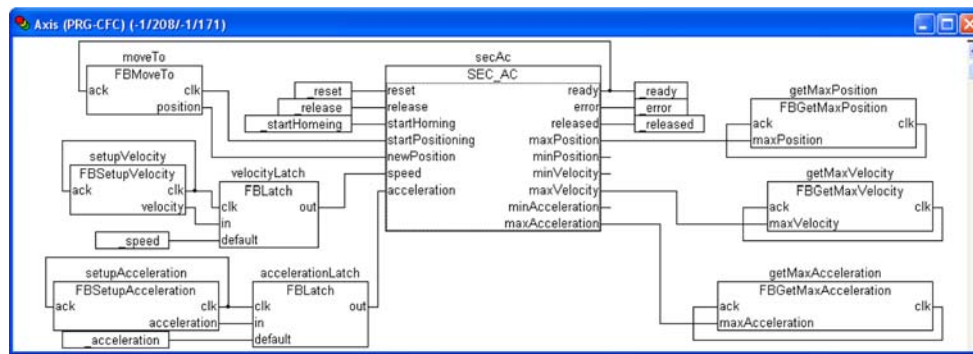 Axis (PRG-CFC) (-1/208/-1/171)
moveTo
FBMoveTo
ack clk
position
setupVelocity
FBSetupVelocity
ack clk
velocity
velocityLatch
FBLatch
clk out
in
default
_speed
setupAcceleration
FBSetupAcceleration
ack clk
acceleration
accelerationLatch
FBLatch
clk out
in
default
_acceleration
secAc
SEC_AC
_reset reset ready _ready
_release release error _error
_startHomeing startHoming released _released
startPositioning maxPosition
newPosition minPosition
speed minVelocity
acceleration maxVelocity
minAcceleration
maxAcceleration
getMaxPosition
FBGetMaxPosition
ack clk
maxPosition
getMaxVelocity
FBGetMaxVelocity
ack clk
maxVelocity
getMaxAcceleration
FBGetMaxAcceleration
ack clk
maxAcceleration